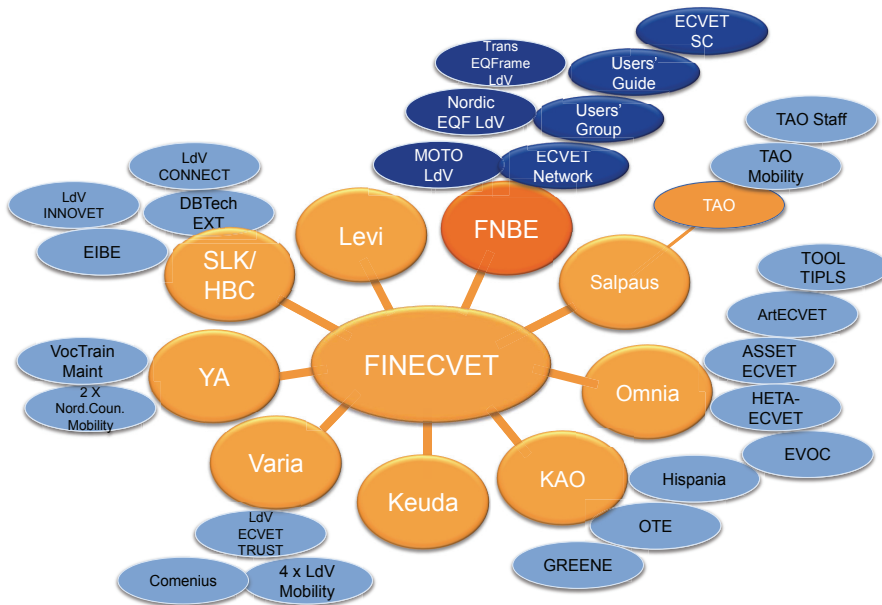 ECVET
SC
Trans
EQFrame
LdV
Users'
Guide
Nordic
EQF LdV
Users'
Group
MOTO
LdV
ECVET
Network
TAO Staff
TAO
Mobility
TAO
LdV
CONNECT
LdV
INNOVET
DBTech
EXT
EIBE
SLK/
HBC
Levi
FNBE
Salpaus
TOOL
TIPLS
ArtECVET
VocTrain
Maint
2 X
Nord.Coun.
Mobility
YA
FINECVET
Omnia
ASSET
ECVET
HETA-
ECVET
EVOC
Varia
Keuda
KAO
Hispania
OTE
GREENE
LdV
ECVET
TRUST
Comenius
4 x LdV
Mobility